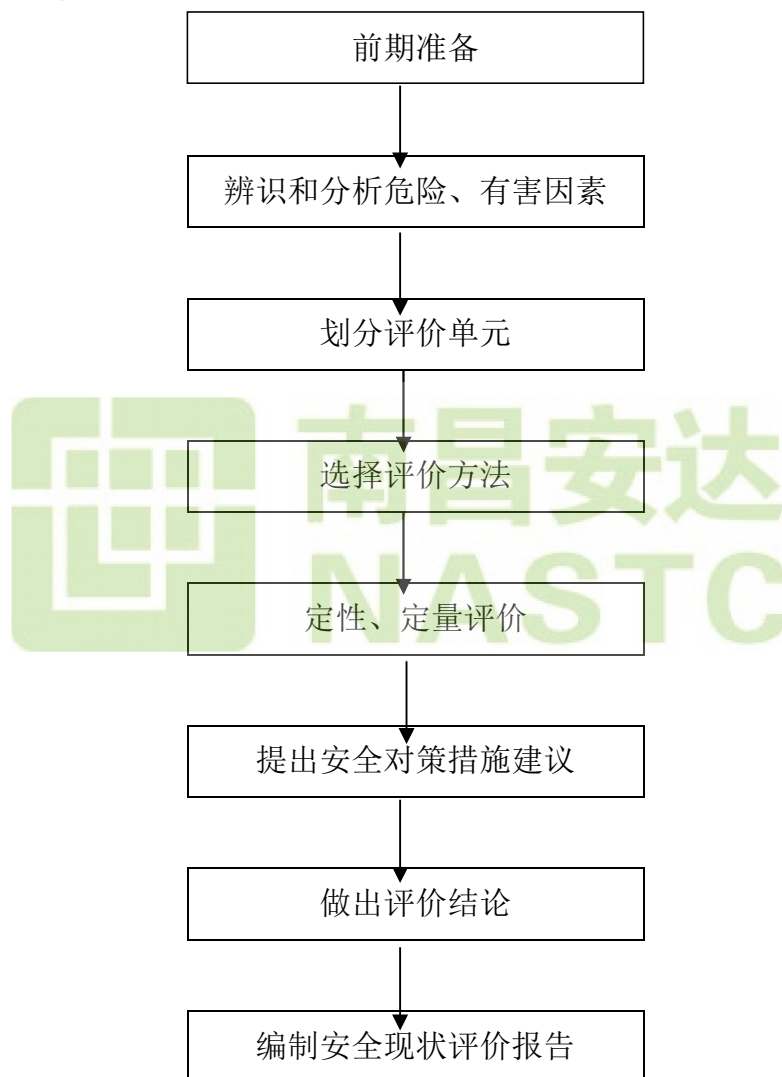 前期准备
辨识和分析危险、有害因素
划分评价单元
南昌安达
选择评价方法
NASTC
定性、定量评价
提出安全对策措施建议
做出评价结论
编制安全现状评价报告